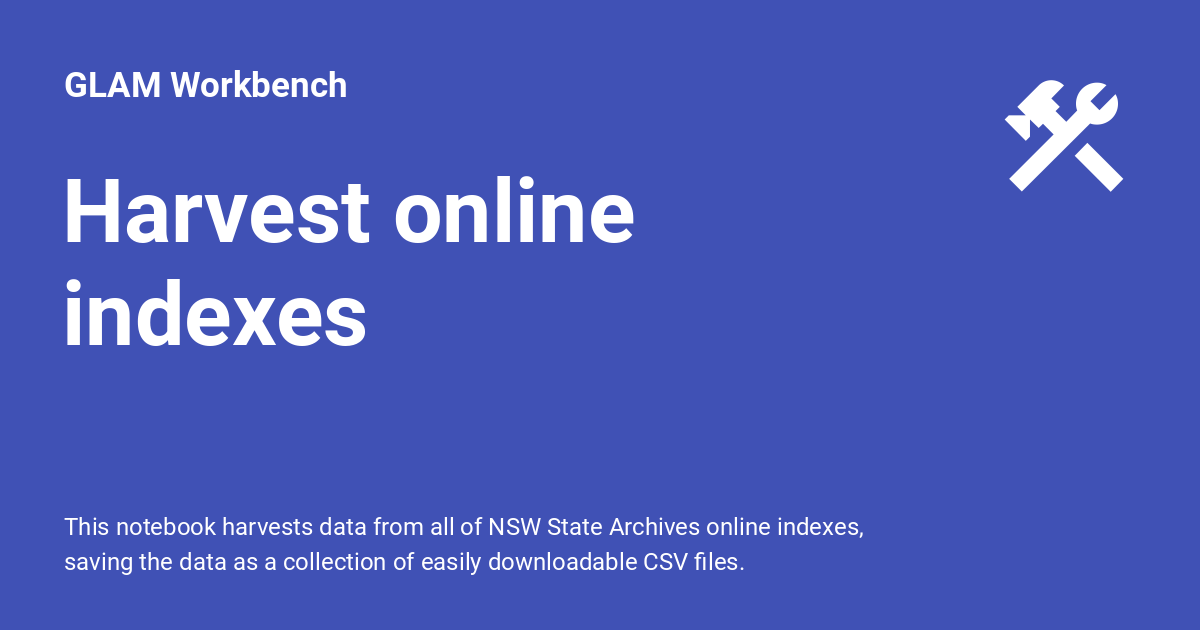 GLAM Workbench
Harvest online
indexes
This notebook harvests data from all of NSW State Archives online indexes,
saving the data as a collection of easily downloadable CSV files.